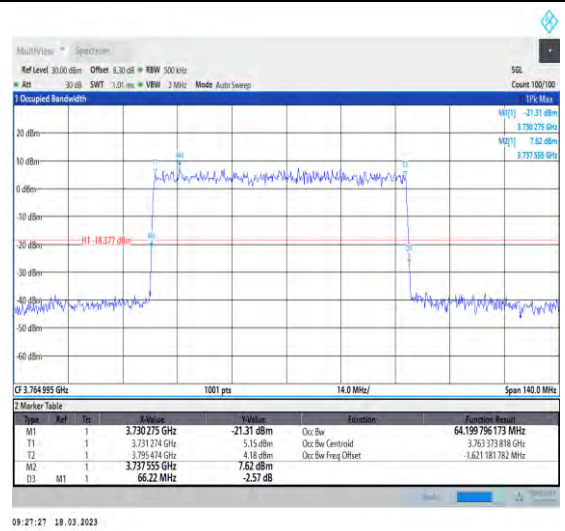 MultiView Spectrum
Ref Level 30.00 dBm Offset 8.30 dB RBW 500 kHz SGL
Att 30 dB SWT 1.01 ms VBW 2 MHz Mode Auto Sweep Count 100/100
1 Occupied Bandwidth 1Pk Max
M1[1] -21.31 dBm
3.730 275 GHz
M2[1] 7.62 dBm
3.737 555 GHz
20 dBm
10 dBm
0 dBm
-10 dBm
-20 dBm
-30 dBm
-40 dBm
-50 dBm
-60 dBm
H1 -18.377 dBm
M2
T1
T2
M1
D3
CF 3.764 995 GHz 1001 pts 14.0 MHz/ Span 140.0 MHz
2 Marker Table
Type Ref Trc X-Value Y-Value Function Function Result
M1 1 3.730 275 GHz -21.31 dBm Occ Bw 64.199 796 173 MHz
T1 1 3.731 274 GHz 5.15 dBm Occ Bw Centroid 3.763 373 818 GHz
T2 1 3.795 474 GHz 4.18 dBm Occ Bw Freq Offset -1.621 181 782 MHz
M2 1 3.737 555 GHz 7.62 dBm
D3 M1 1 66.22 MHz -2.57 dB
Ready
09:27:27 18.03.2023